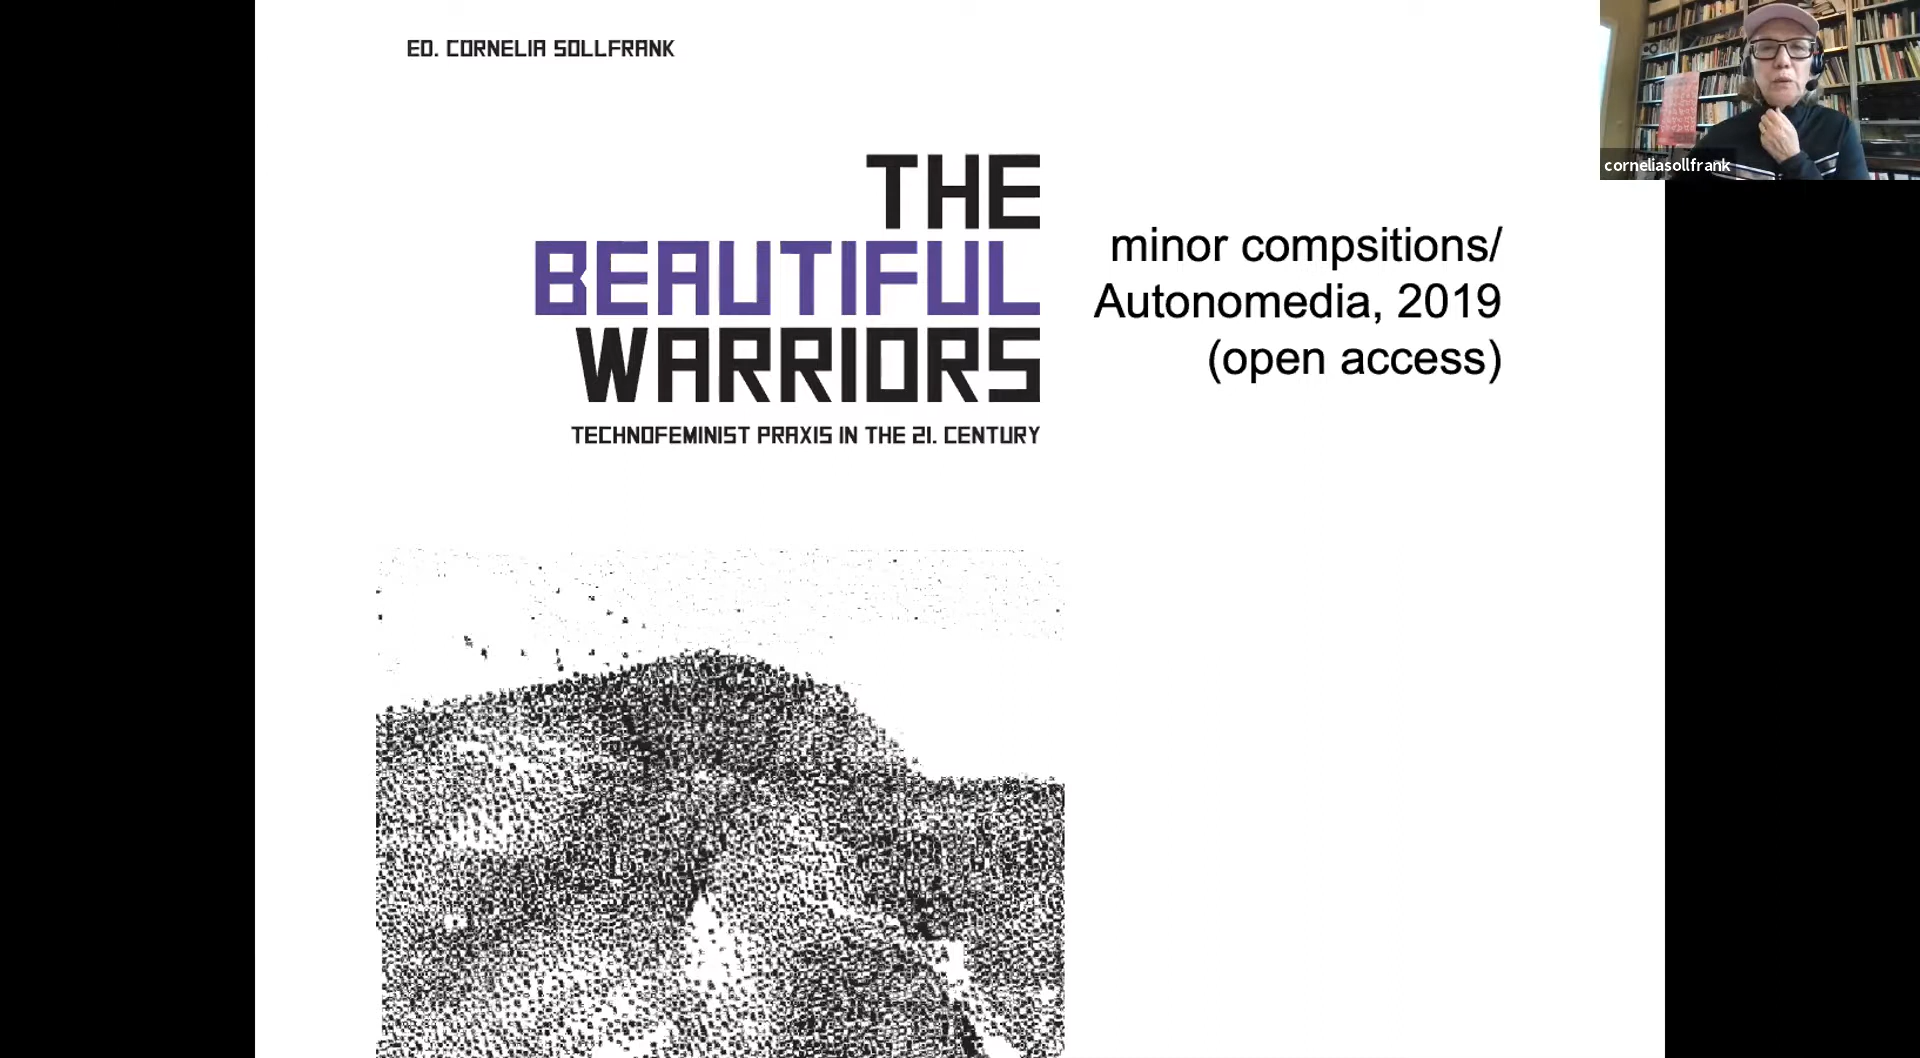 ED. CORNELIA SOLLFRANK
THE
BEAUTIFUL
WARRIORS
TECHNOFEMINIST PRAXIS IN THE 21. CENTURY
minor compsitions/
Autonomedia, 2019
(open access)
corneliasollfrank